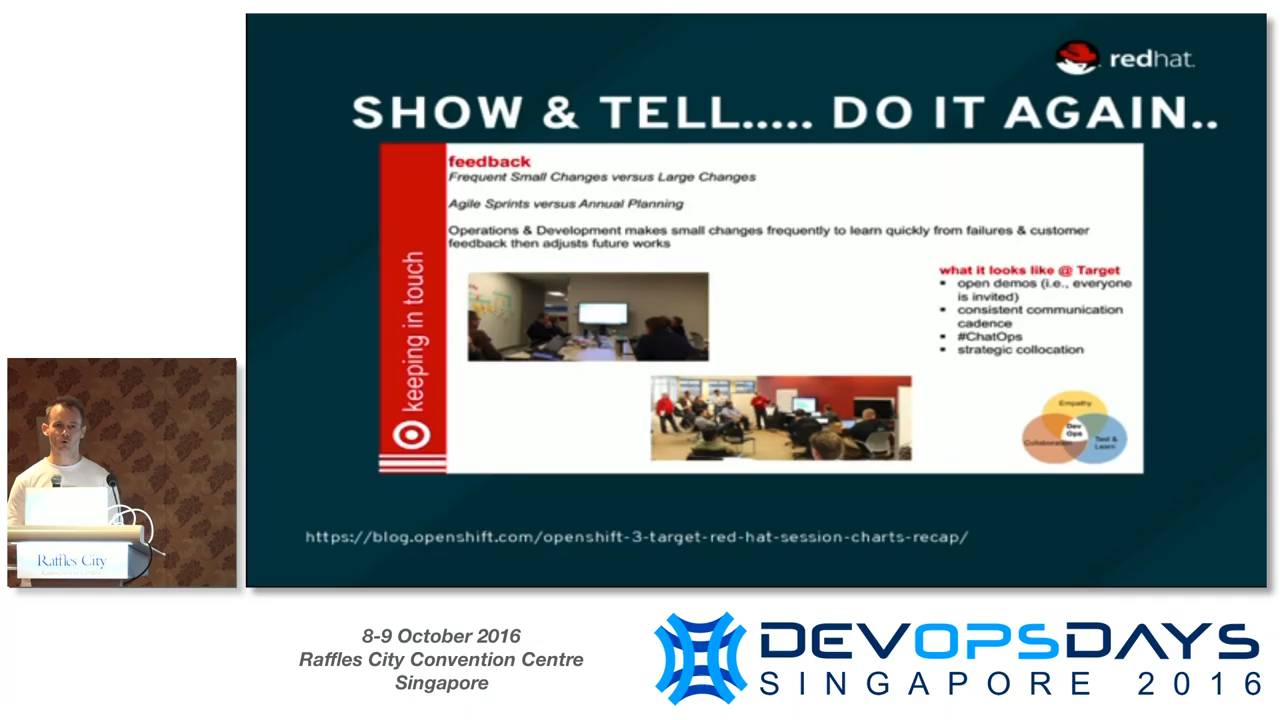 redhat.
SHOW & TELL..... DO IT AGAIN..
feedback
Frequent Small Changes versus Large Changes
Agile Sprints versus Annual Planning
Operations & Development makes small changes frequently to learn quickly from failures & customer
feedback then adjusts future works
keeping in touch
what it looks like @ Target
▪ open demos (i.e., everyone
is invited)
▪ consistent communication
cadence
▪ #ChatOps
▪ strategic collocation
Empathy
Dev
Ops
Collaboration
Test &
Learn
https://blog.openshift.com/openshift-3-target-red-hat-session-charts-recap/
Raffles City
8-9 October 2016
Raffles City Convention Centre
Singapore
DEVOPSDAYS
SINGAPORE 2016